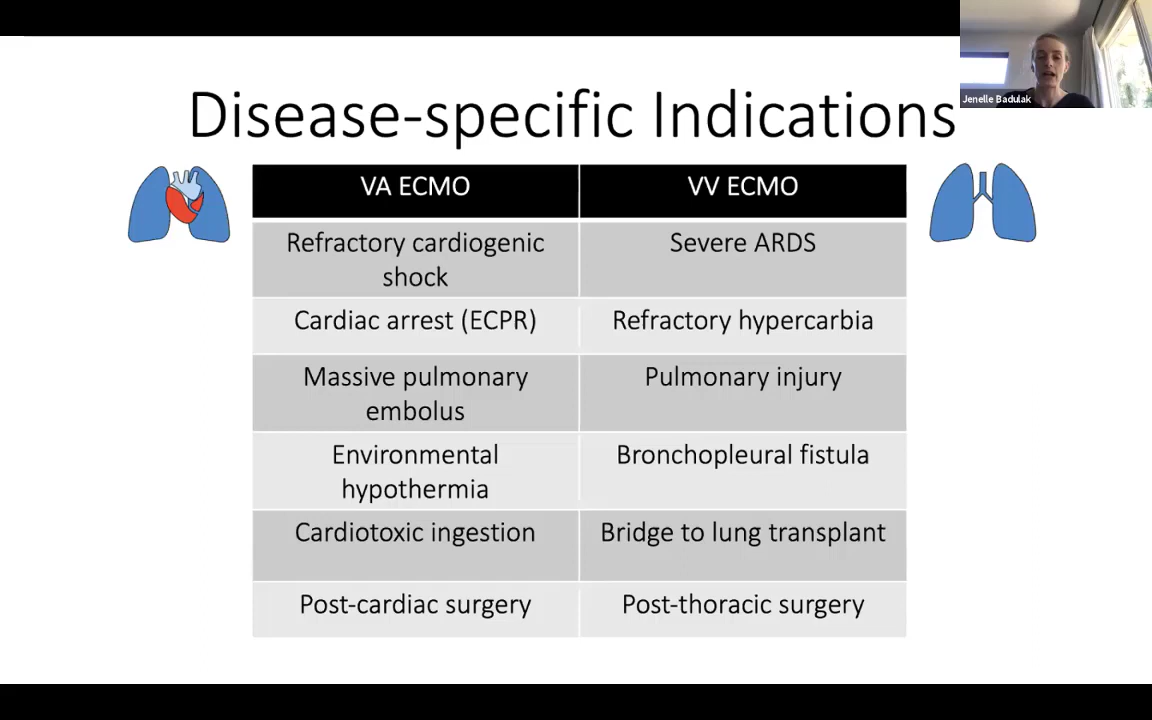 Jenelle Badulak
Disease-specific Indications
VA ECMO
VV ECMO
Refractory cardiogenic
shock
Severe ARDS
Cardiac arrest (ECPR)
Refractory hypercarbia
Massive pulmonary
embolus
Pulmonary injury
Environmental
hypothermia
Bronchopleural fistula
Cardiotoxic ingestion
Bridge to lung transplant
Post-cardiac surgery
Post-thoracic surgery